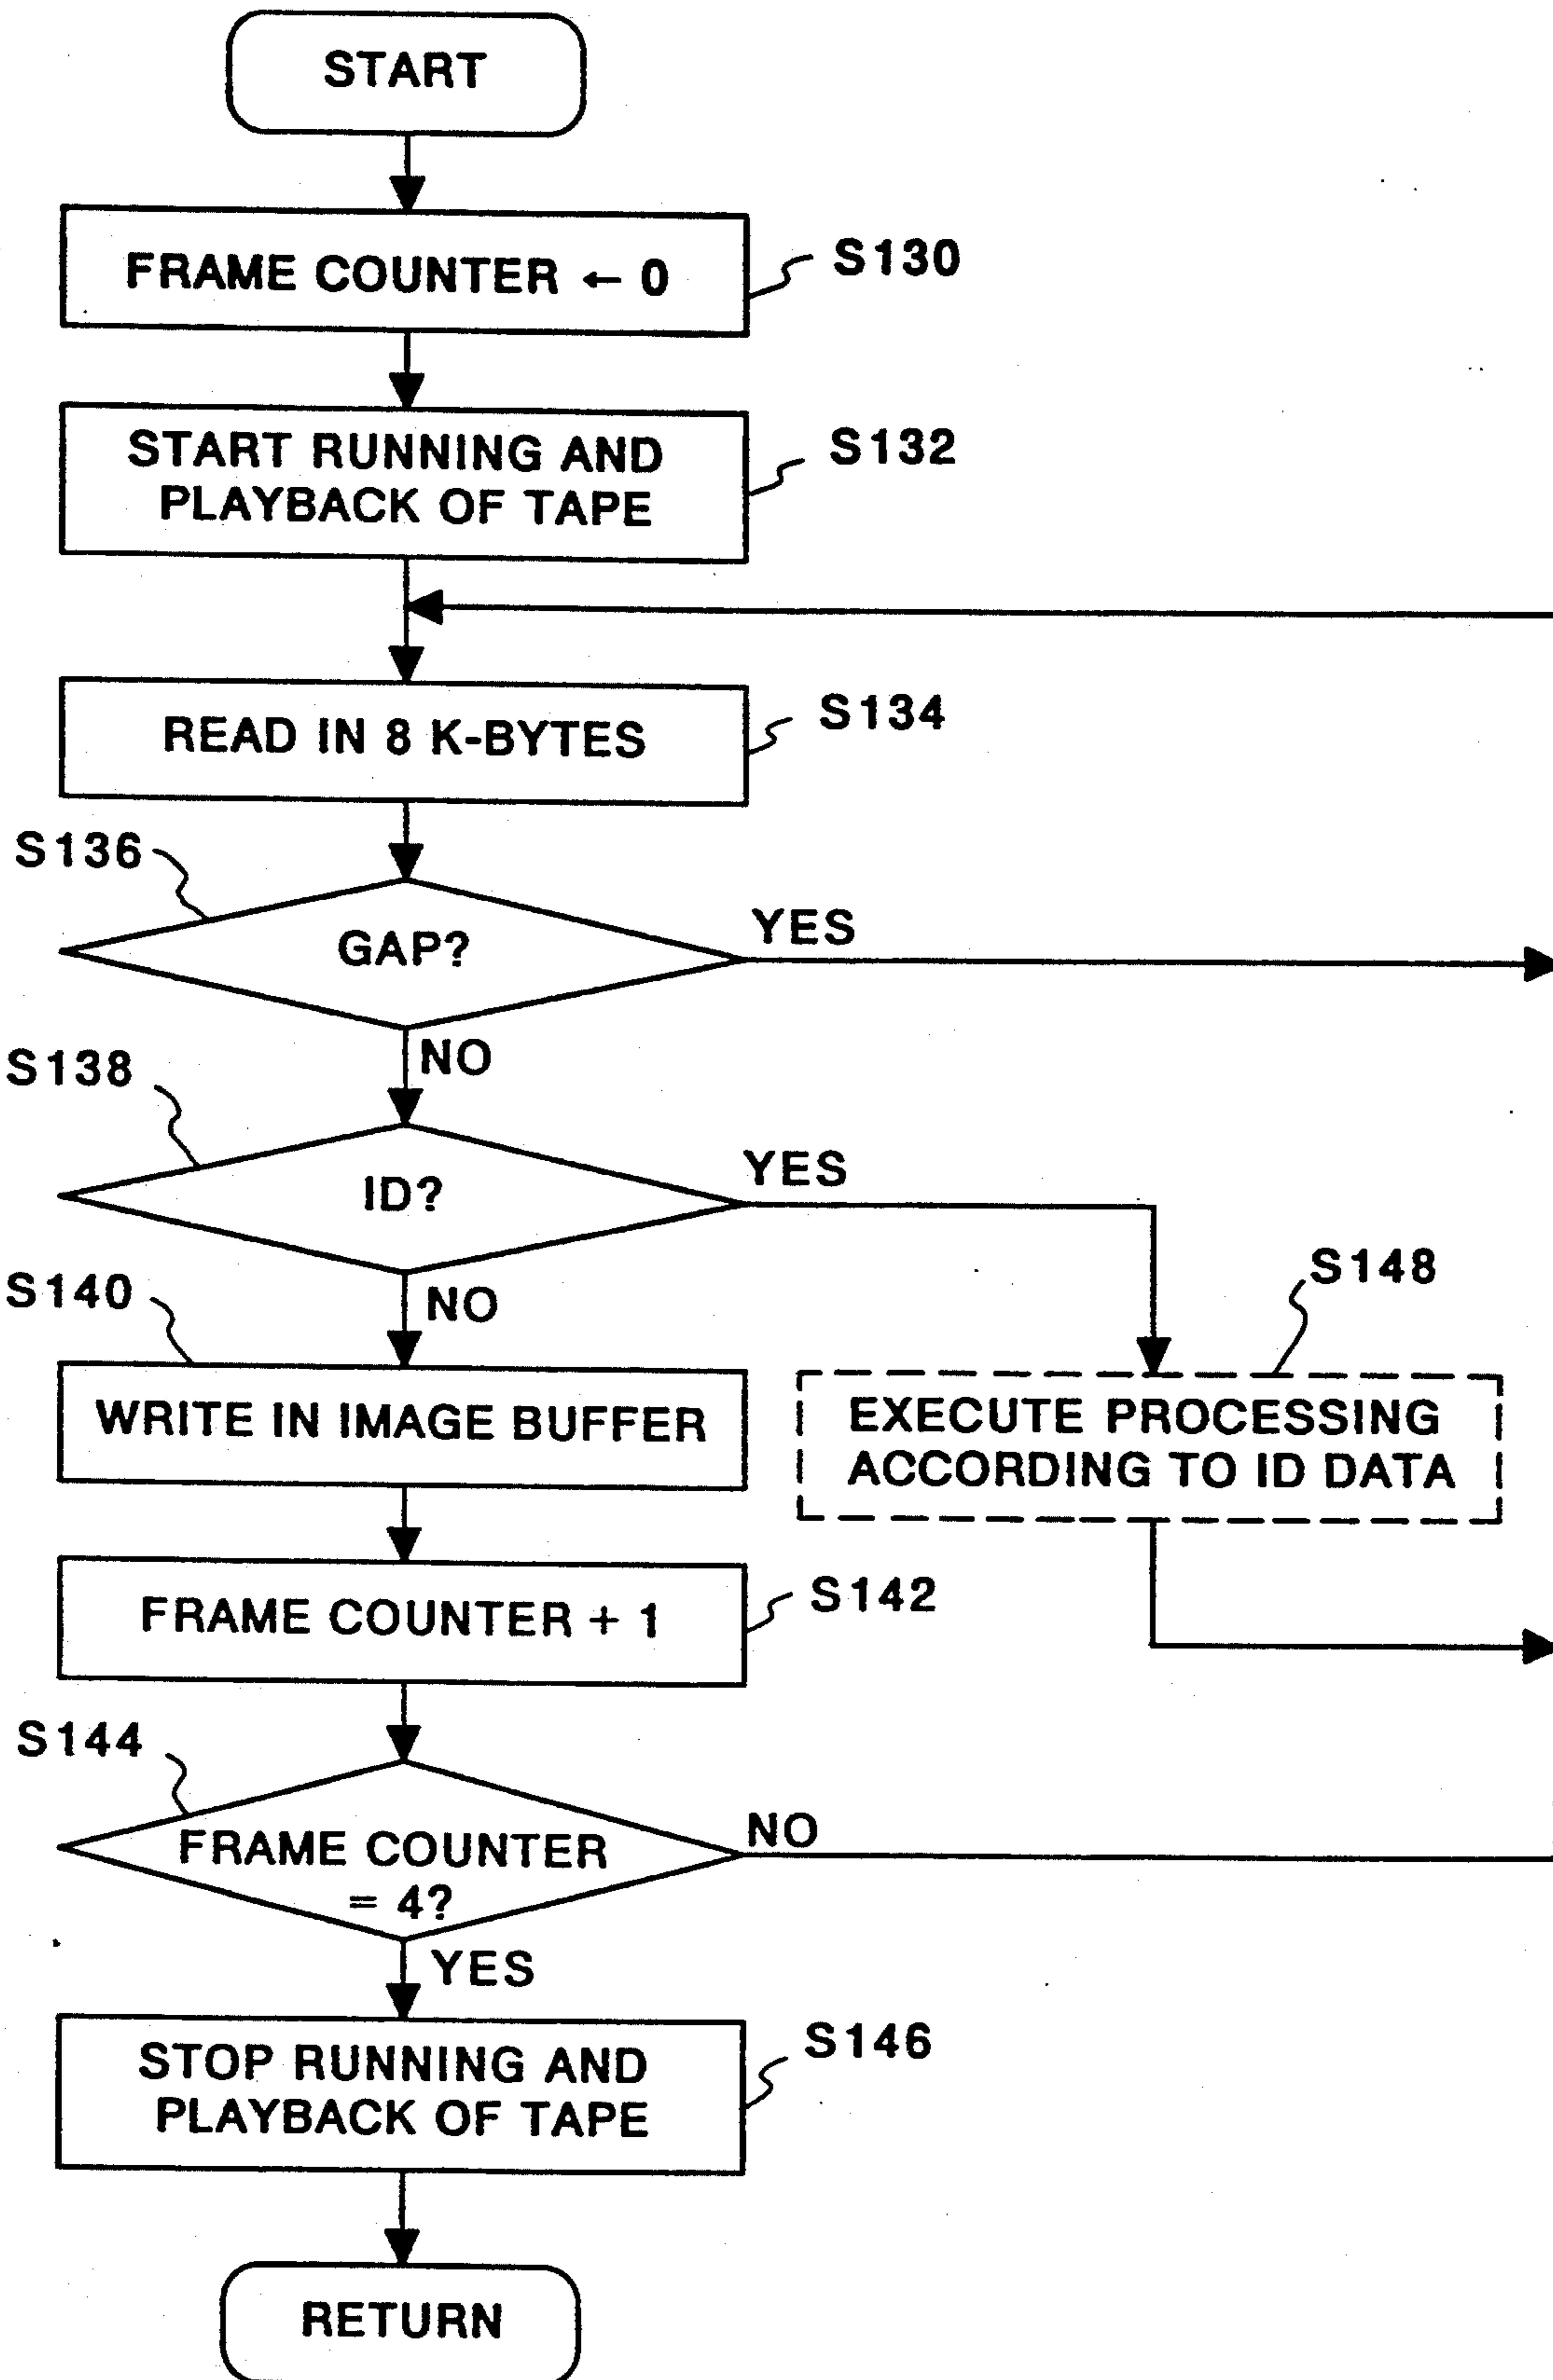 START
FRAME COUNTER ← 0
S130
START RUNNING AND
PLAYBACK OF TAPE
S132
READ IN 8 K-BYTES
S134
S136
GAP?
YES
NO
S138
ID?
YES
NO
S148
EXECUTE PROCESSING
ACCORDING TO ID DATA
S140
WRITE IN IMAGE BUFFER
FRAME COUNTER + 1
S142
S144
FRAME COUNTER
= 4?
NO
YES
STOP RUNNING AND
PLAYBACK OF TAPE
S146
RETURN